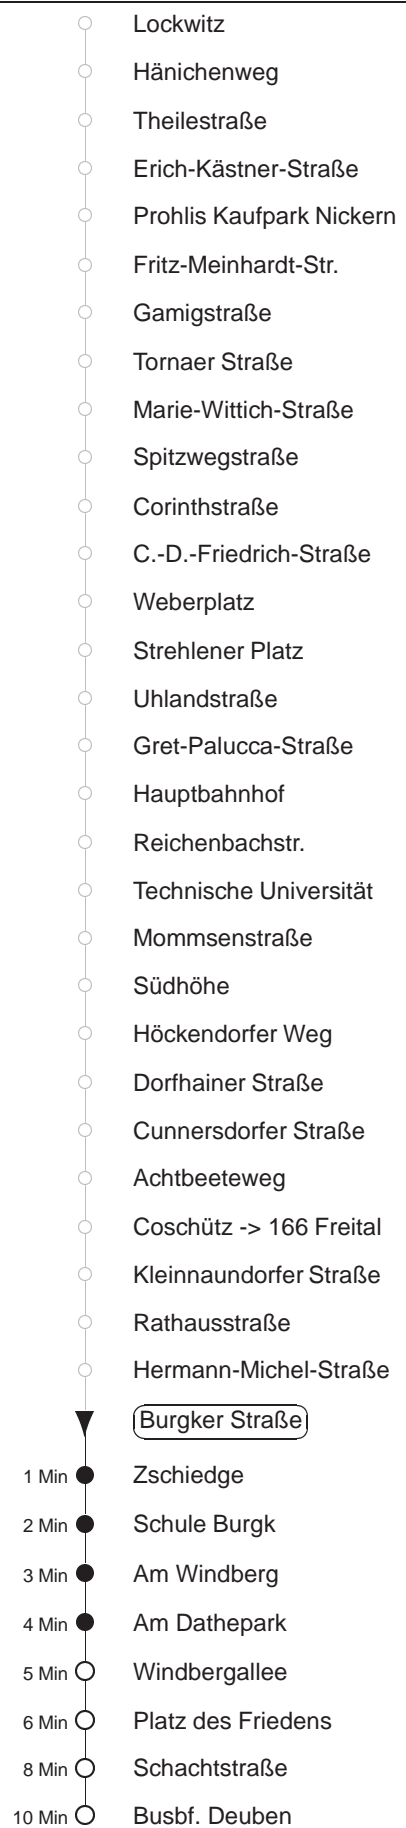 Lockwitz
Hänichenweg
Theilestraße
Erich-Kästner-Straße
Prohlis Kaufpark Nickern
Fritz-Meinhardt-Str.
Gamigstraße
Tornaer Straße
Marie-Wittich-Straße
Spitzwegstraße
Corinthstraße
C.-D.-Friedrich-Straße
Weberplatz
Strehlener Platz
Uhlandstraße
Gret-Palucca-Straße
Hauptbahnhof
Reichenbachstr.
Technische Universität
Mommsenstraße
Südhöhe
Höckendorfer Weg
Dorfhainer Straße
Cunnersdorfer Straße
Achtbeeteweg
Coschütz -> 166 Freital
Kleinnaundorfer Straße
Rathausstraße
Hermann-Michel-Straße
Burgker Straße
1 Min Zschiedge
2 Min Schule Burgk
3 Min Am Windberg
4 Min Am Dathepark
5 Min Windbergallee
6 Min Platz des Friedens
8 Min Schachtstraße
10 Min Busbf. Deuben